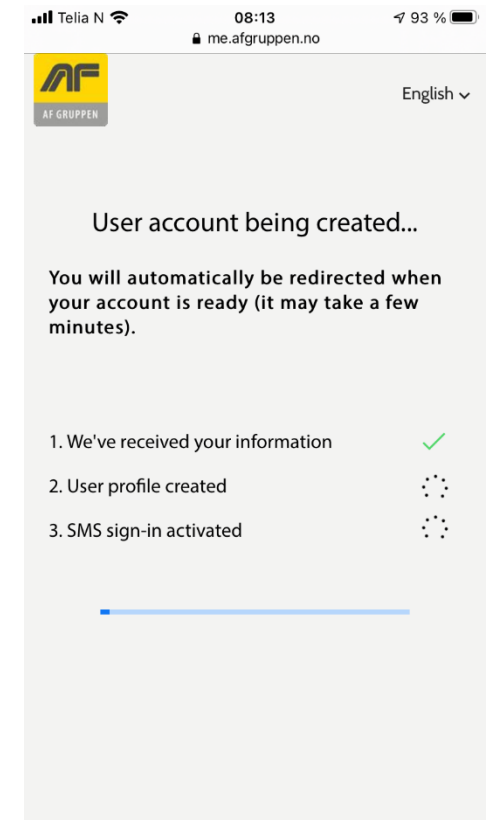 Telia N 08:13 93 %
me.afgruppen.no
AF
AF GRUPPEN
English
User account being created...
You will automatically be redirected when
your account is ready (it may take a few
minutes).
1. We've received your information
2. User profile created
3. SMS sign-in activated